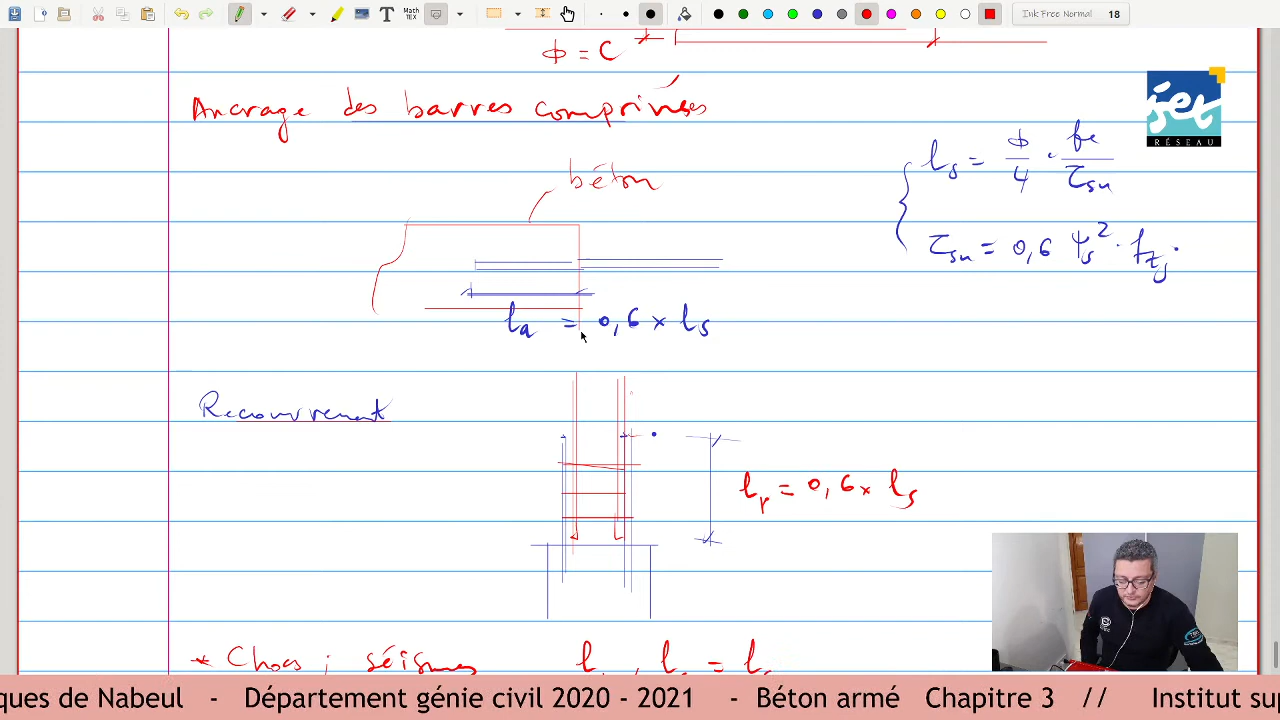 Ink Free Normal 18
Φ = C
Ancrage des barres comprimées
béton
la = 0,6 × ls
ls = Φ/4 · fe/τsu
τsu = 0,6 ψs² · ftj
iset
RÉSEAU
Recouvrement
lr = 0,6 × ls
* Chocs ; séismes
ques de Nabeul - Département génie civil 2020 - 2021 - Béton armé Chapitre 3 // Institut sup